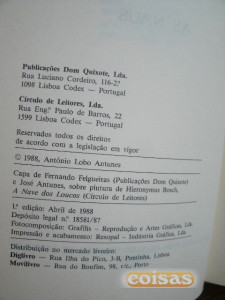 Publicações Dom Quixote, Lda.
Rua Luciano Cordeiro, 116-2.º
1098 Lisboa Codex — Portugal
Círculo de Leitores, Lda.
Rua Eng.º Paulo de Barros, 22
1599 Lisboa Codex — Portugal
Reservados todos os direitos
de acordo com a legislação em vigor
© 1988, António Lobo Antunes
Capa de Fernando Felgueiras (Publicações Dom Quixote)
e José Antunes, sobre pintura de Hieronymus Bosch,
A Nave dos Loucos (Círculo de Leitores)
1.ª edição: Abril de 1988
Depósito legal n.º 18581/87
Fotocomposição: Grafilis — Reprodução e Artes Gráficas, Lda.
Impressão e acabamento: Resopal — Indústria Gráfica, Lda.
Distribuição no mercado livreiro:
Diglivro — Rua Ilha do Pico, 3-B, Pontinha, Lisboa
Movilivro — Rua do Bonfim, 98, r/c, Porto
coisas